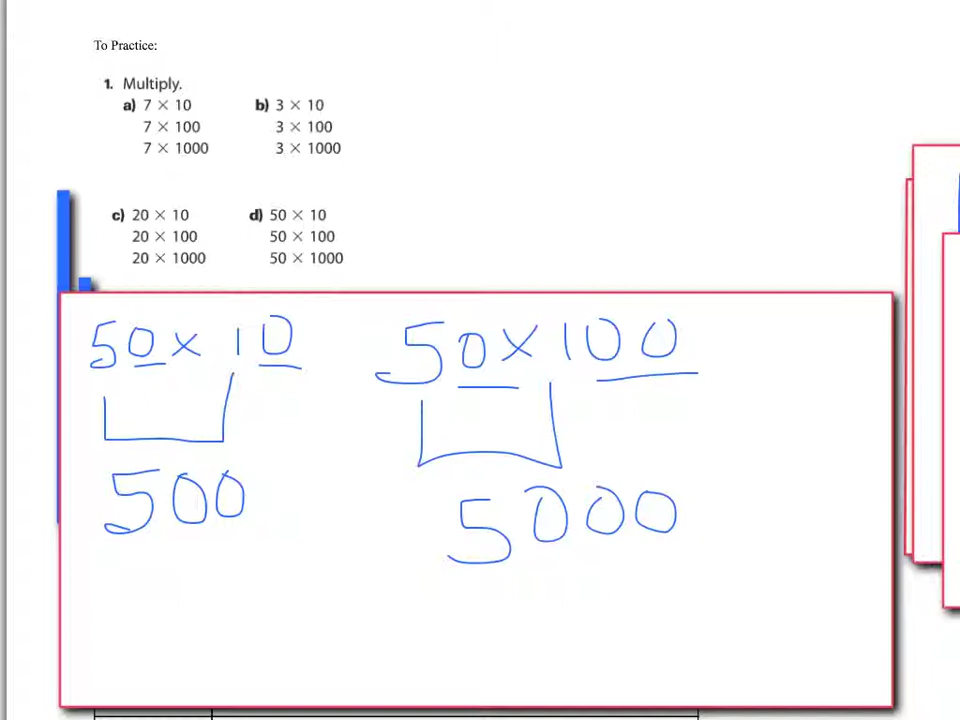 To Practice:
1. Multiply.
a) 7 × 10 b) 3 × 10
7 × 100 3 × 100
7 × 1000 3 × 1000
c) 20 × 10 d) 50 × 10
20 × 100 50 × 100
20 × 1000 50 × 1000
50 × 10 50 × 100
500 5000